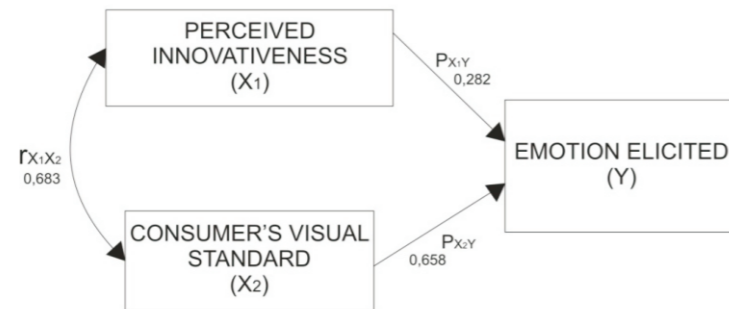 PERCEIVED
INNOVATIVENESS
(X1)
PX1Y
0,282
EMOTION ELICITED
(Y)
rX1X2
0,683
CONSUMER'S VISUAL
STANDARD
(X2)
PX2Y
0,658